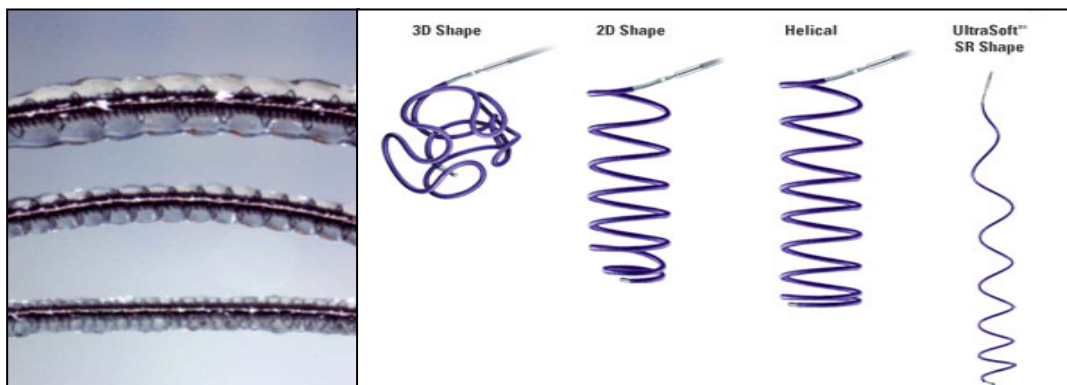 3D Shape
2D Shape
Helical
UltraSoft™
SR Shape